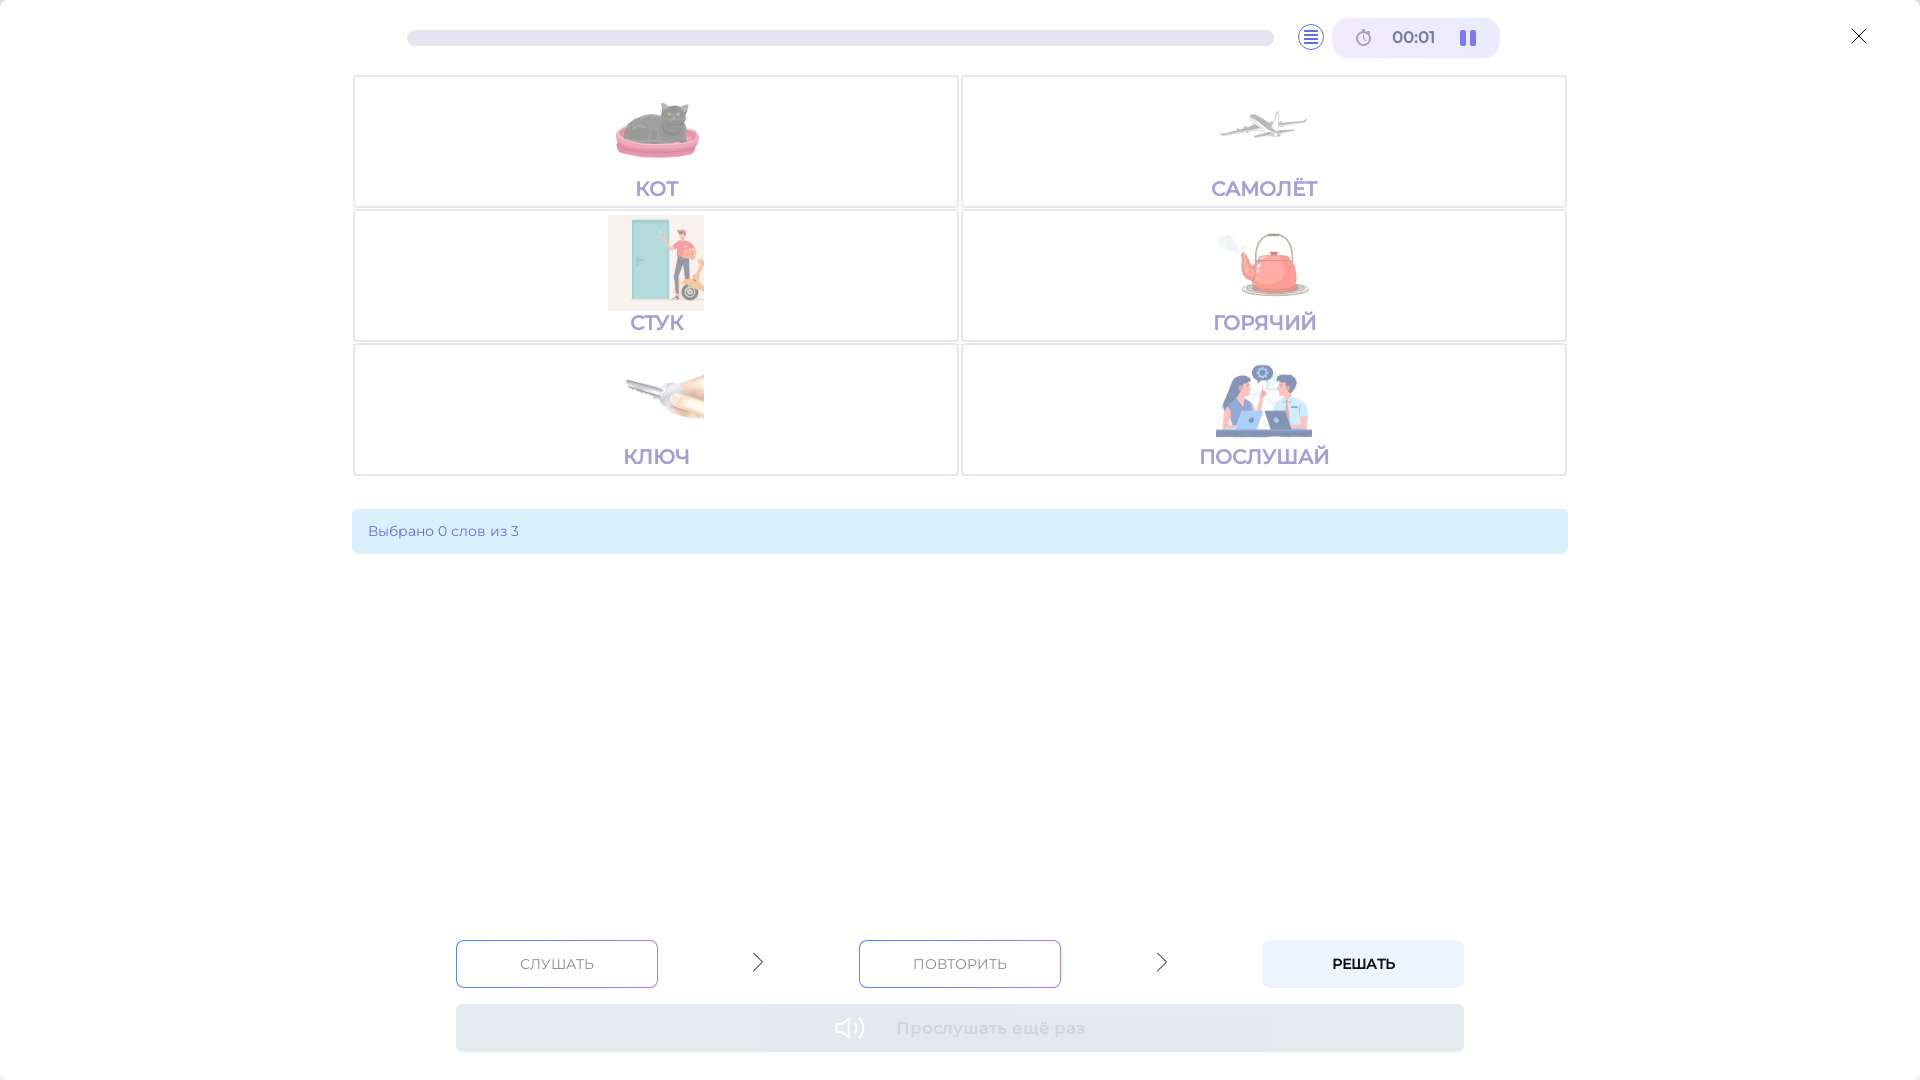 00:01
КОТ
САМОЛЁТ
СТУК
ГОРЯЧИЙ
КЛЮЧ
ПОСЛУШАЙ
Выбрано 0 слов из 3
СЛУШАТЬ
ПОВТОРИТЬ
РЕШАТЬ
Прослушать ещё раз